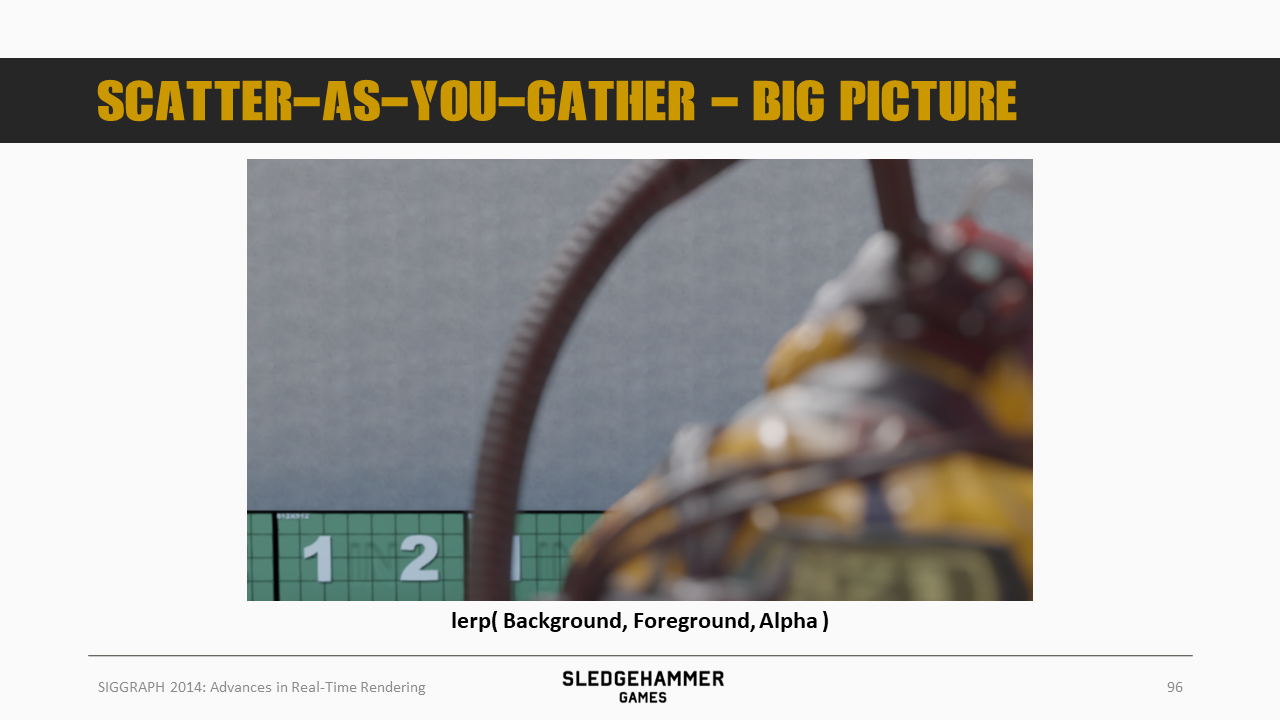 SCATTER-AS-YOU-GATHER - BIG PICTURE
1 2
lerp( Background, Foreground, Alpha )
SIGGRAPH 2014: Advances in Real-Time Rendering
SLEDGEHAMMER
GAMES
96